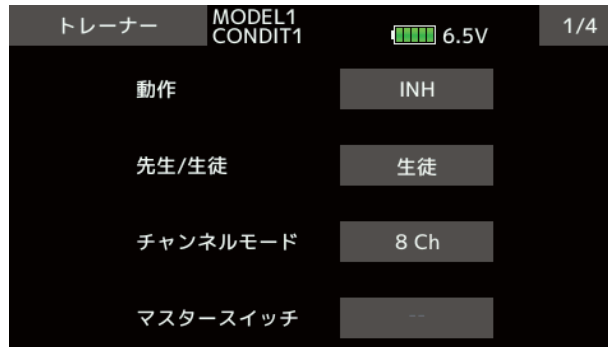 トレーナー
MODEL1
CONDIT1
6.5V
1/4
動作 INH
先生/生徒 生徒
チャンネルモード 8 Ch
マスタースイッチ --